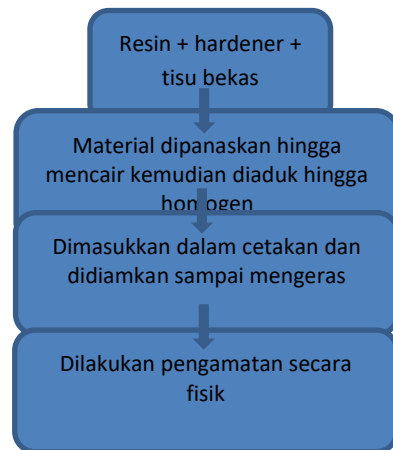 Resin + hardener +
tisu bekas
Material dipanaskan hingga
mencair kemudian diaduk hingga
homogen
Dimasukkan dalam cetakan dan
didiamkan sampai mengeras
Dilakukan pengamatan secara
fisik